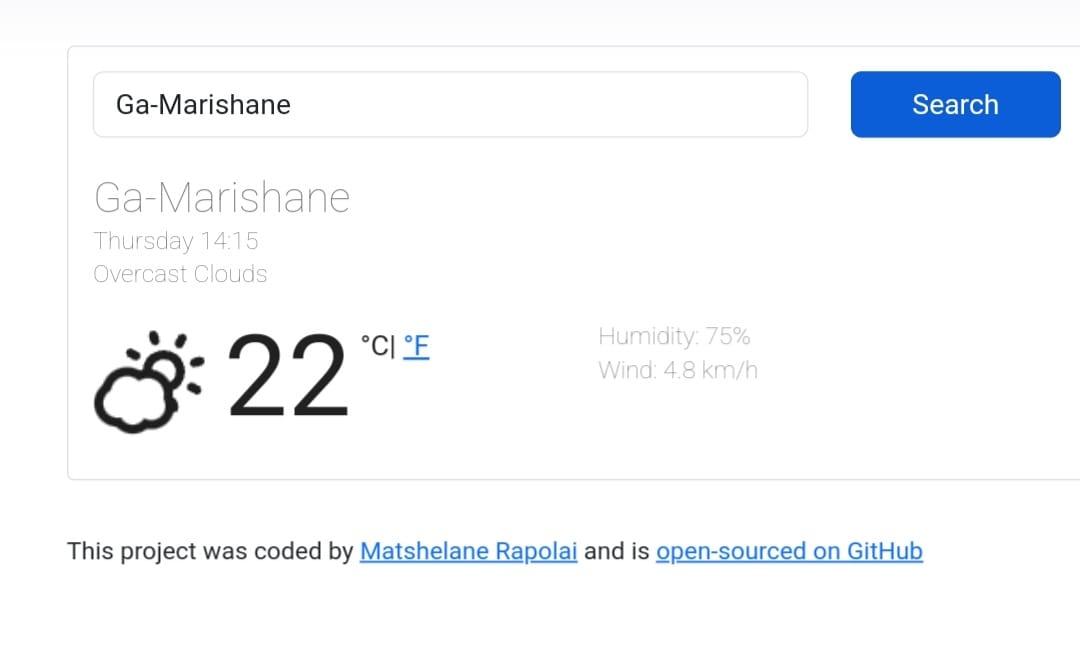 Ga-Marishane
Search
Ga-Marishane
Thursday 14:15
Overcast Clouds
22 °C| °F
Humidity: 75%
Wind: 4.8 km/h
This project was coded by Matshelane Rapolai and is open-sourced on GitHub